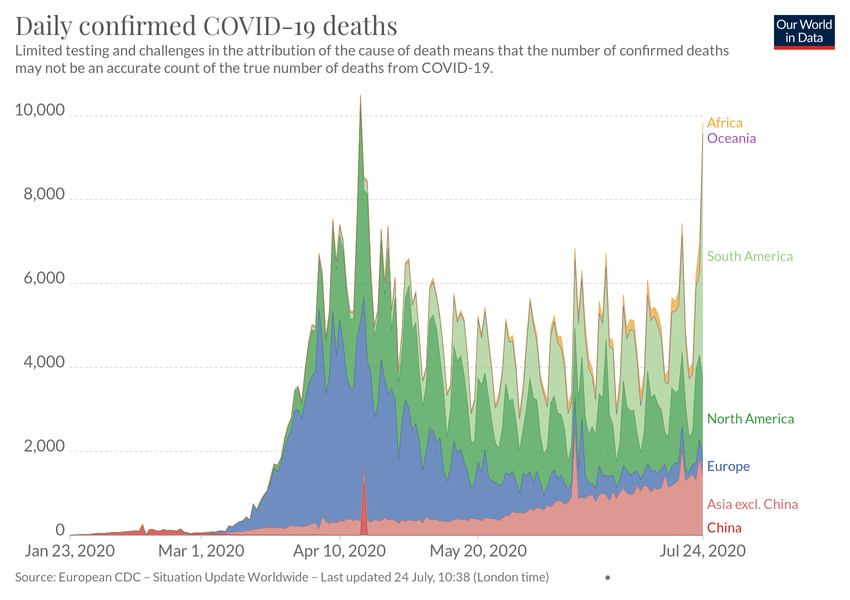 Daily confirmed COVID-19 deaths
Our World
in Data
Limited testing and challenges in the attribution of the cause of death means that the number of confirmed deaths
may not be an accurate count of the true number of deaths from COVID-19.
10,000
8,000
6,000
4,000
2,000
0
Africa
Oceania
South America
North America
Europe
Asia excl. China
China
Jan 23, 2020 Mar 1, 2020 Apr 10, 2020 May 20, 2020 Jul 24, 2020
Source: European CDC – Situation Update Worldwide – Last updated 24 July, 10:38 (London time) •